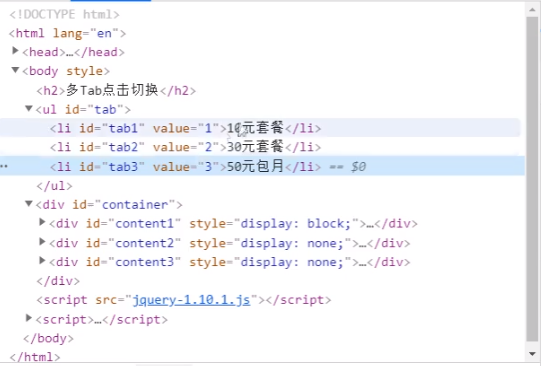 <!DOCTYPE html>
<html lang="en">
<head>…</head>
<body style>
<h2>多Tab点击切换</h2>
<ul id="tab">
<li id="tab1" value="1">10元套餐</li>
<li id="tab2" value="2">30元套餐</li>
<li id="tab3" value="3">50元包月</li> == $0
</ul>
<div id="container">
<div id="content1" style="display: block;">…</div>
<div id="content2" style="display: none;">…</div>
<div id="content3" style="display: none;">…</div>
</div>
<script src="jquery-1.10.1.js"></script>
<script>…</script>
</body>
</html>